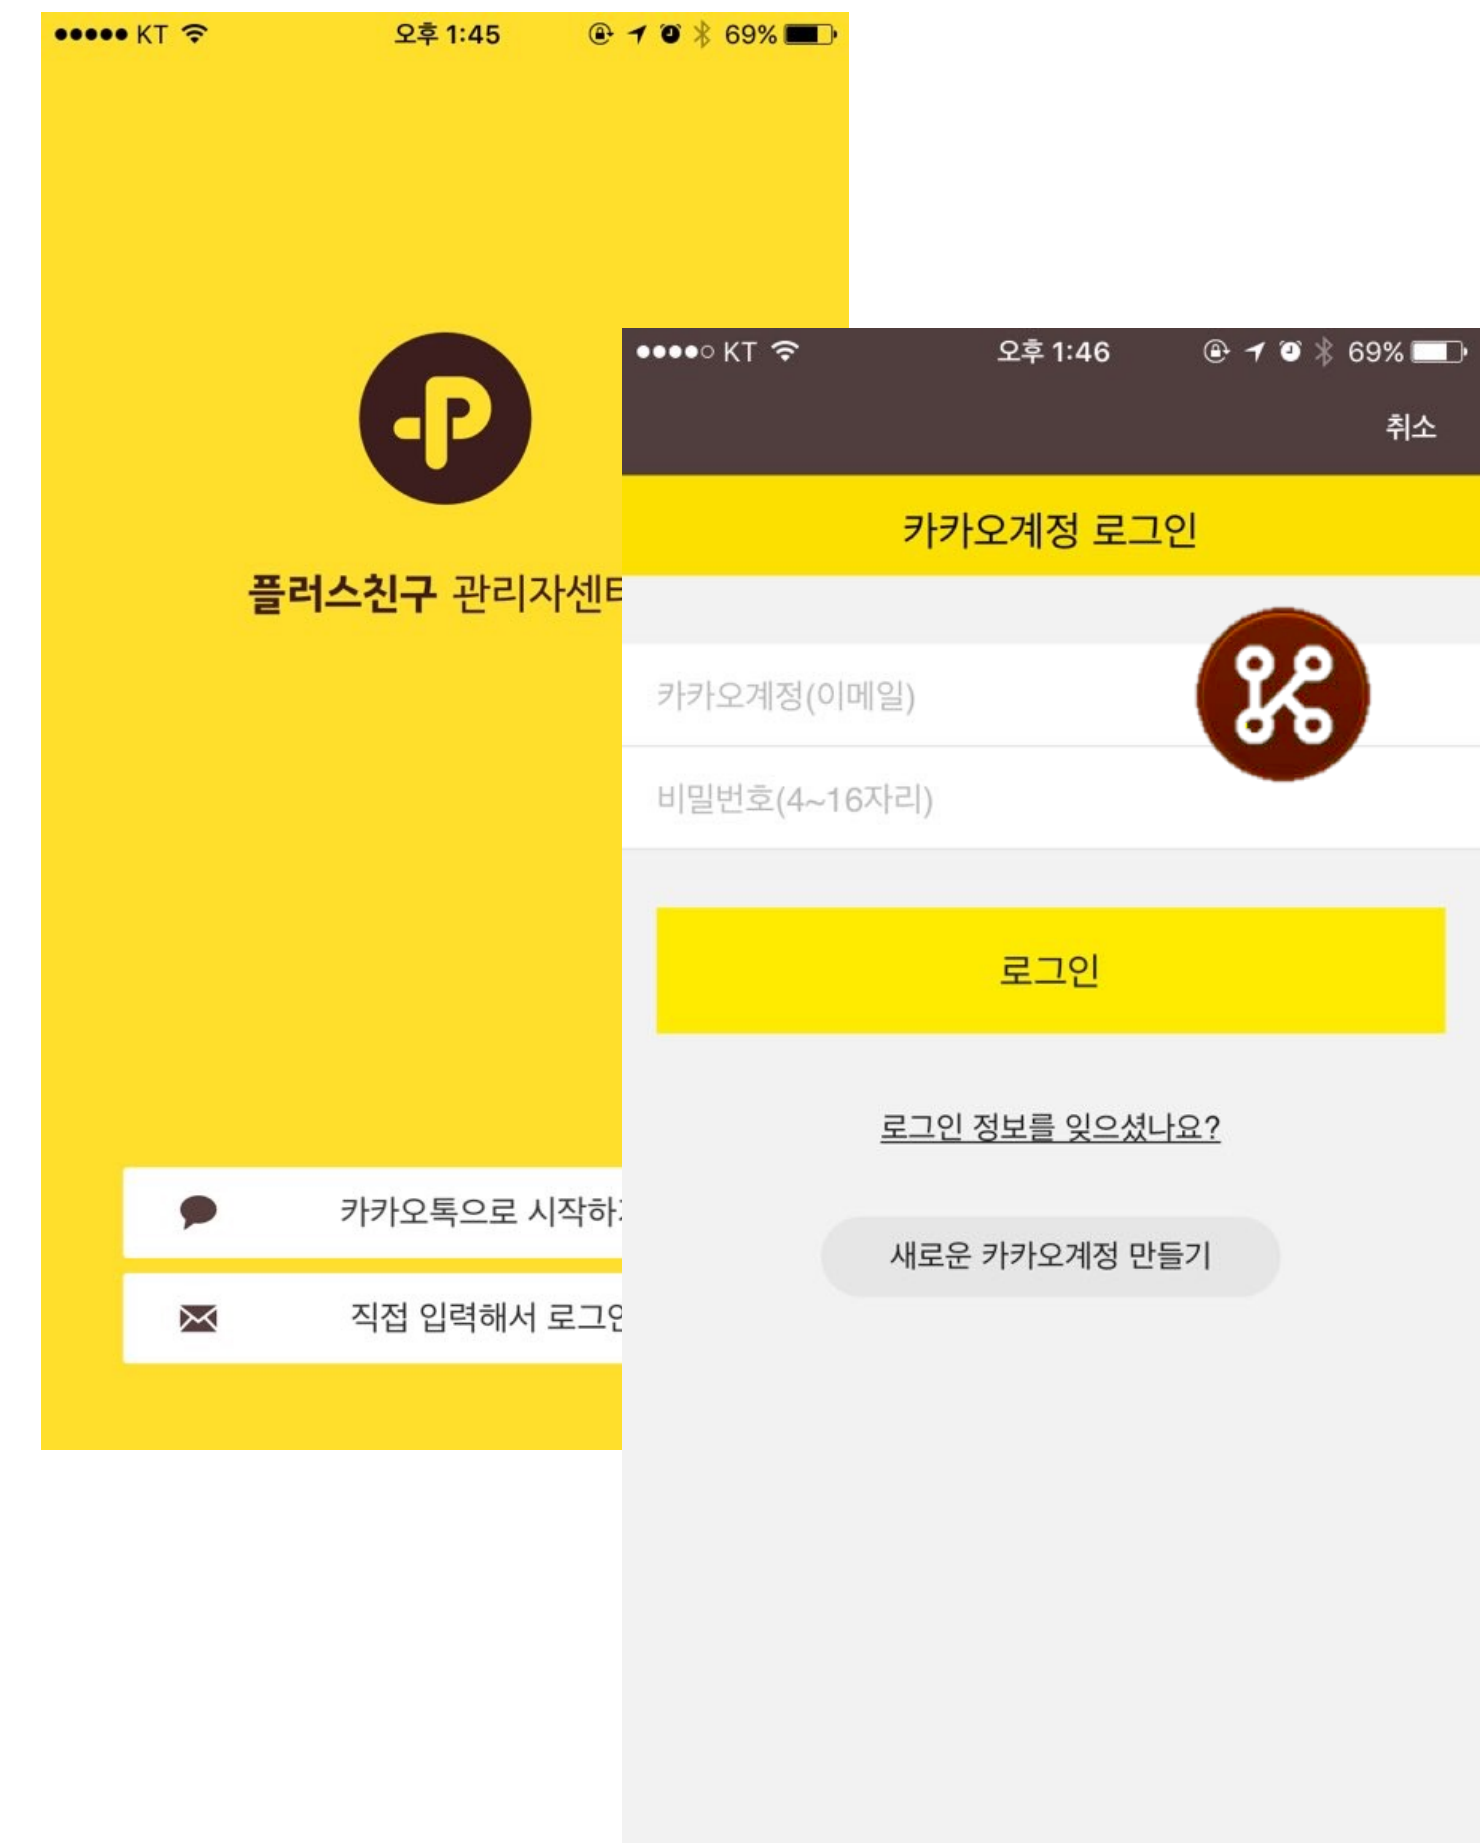 KT
오후 1:45
69%
플러스친구 관리자센터
카카오톡으로 시작하
직접 입력해서 로그인
KT
오후 1:46
69%
취소
카카오계정 로그인
카카오계정(이메일)
비밀번호(4~16자리)
로그인
로그인 정보를 잊으셨나요?
새로운 카카오계정 만들기